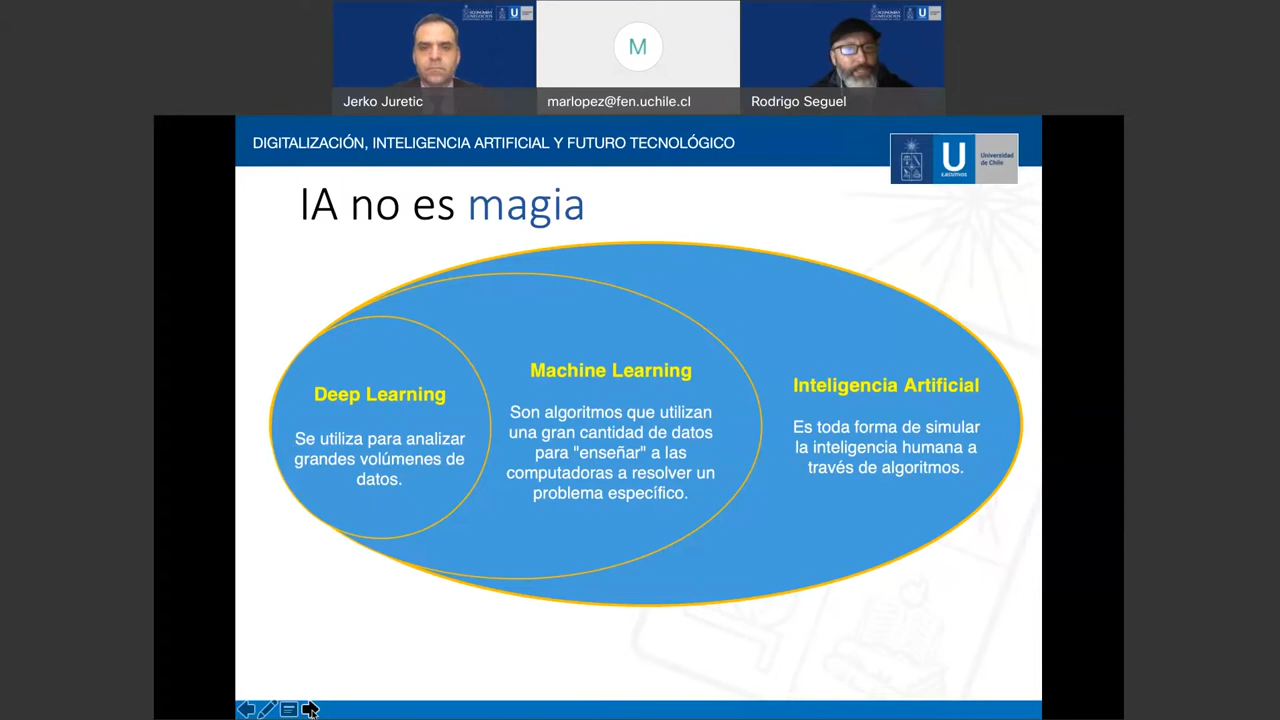 M
Jerko Juretic
marlopez@fen.uchile.cl
Rodrigo Seguel
DIGITALIZACIÓN, INTELIGENCIA ARTIFICIAL Y FUTURO TECNOLÓGICO
U
EJECUTIVOS
Universidad
de Chile
IA no es magia
Deep Learning
Se utiliza para analizar
grandes volúmenes de
datos.
Machine Learning
Son algoritmos que utilizan
una gran cantidad de datos
para "enseñar" a las
computadoras a resolver un
problema específico.
Inteligencia Artificial
Es toda forma de simular
la inteligencia humana a
través de algoritmos.